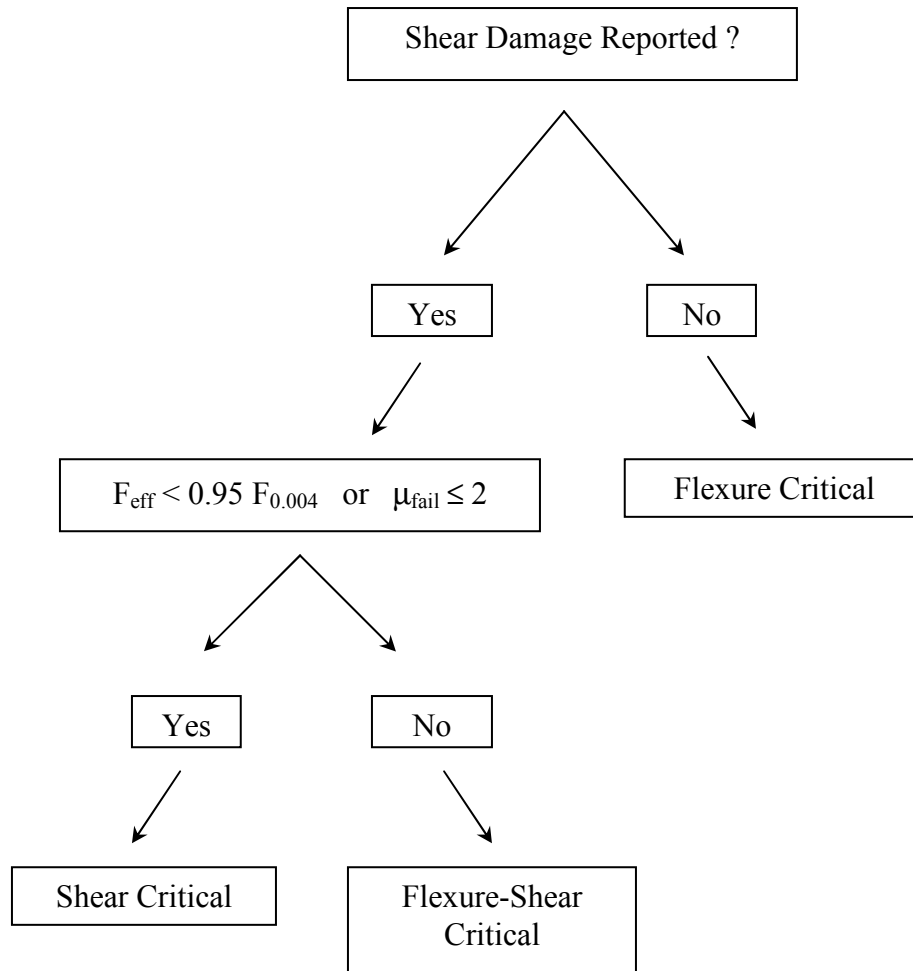 Shear Damage Reported ?
Yes
No
F_eff < 0.95 F_0.004 or μ_fail ≤ 2
Flexure Critical
Yes
No
Shear Critical
Flexure-Shear
Critical